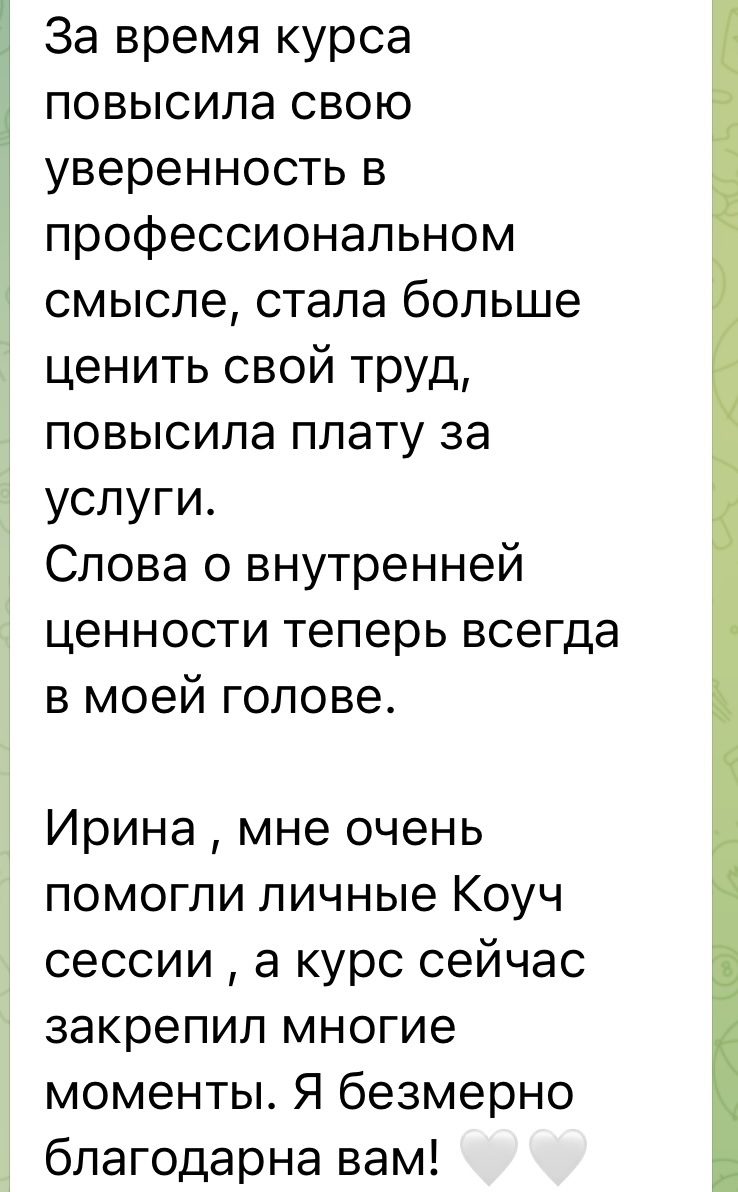 За время курса
повысила свою
уверенность в
профессиональном
смысле, стала больше
ценить свой труд,
повысила плату за
услуги.
Слова о внутренней
ценности теперь всегда
в моей голове.
Ирина , мне очень
помогли личные Коуч
сессии , а курс сейчас
закрепил многие
моменты. Я безмерно
благодарна вам! 🤍🤍